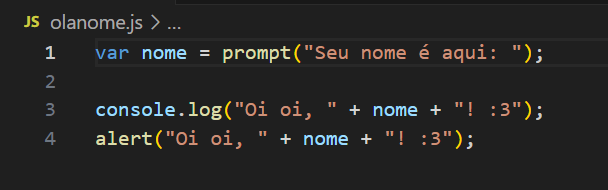 JS olanome.js > ...
1 var nome = prompt("Seu nome é aqui: ");
2
3 console.log("Oi oi, " + nome + "! :3");
4 alert("Oi oi, " + nome + "! :3");